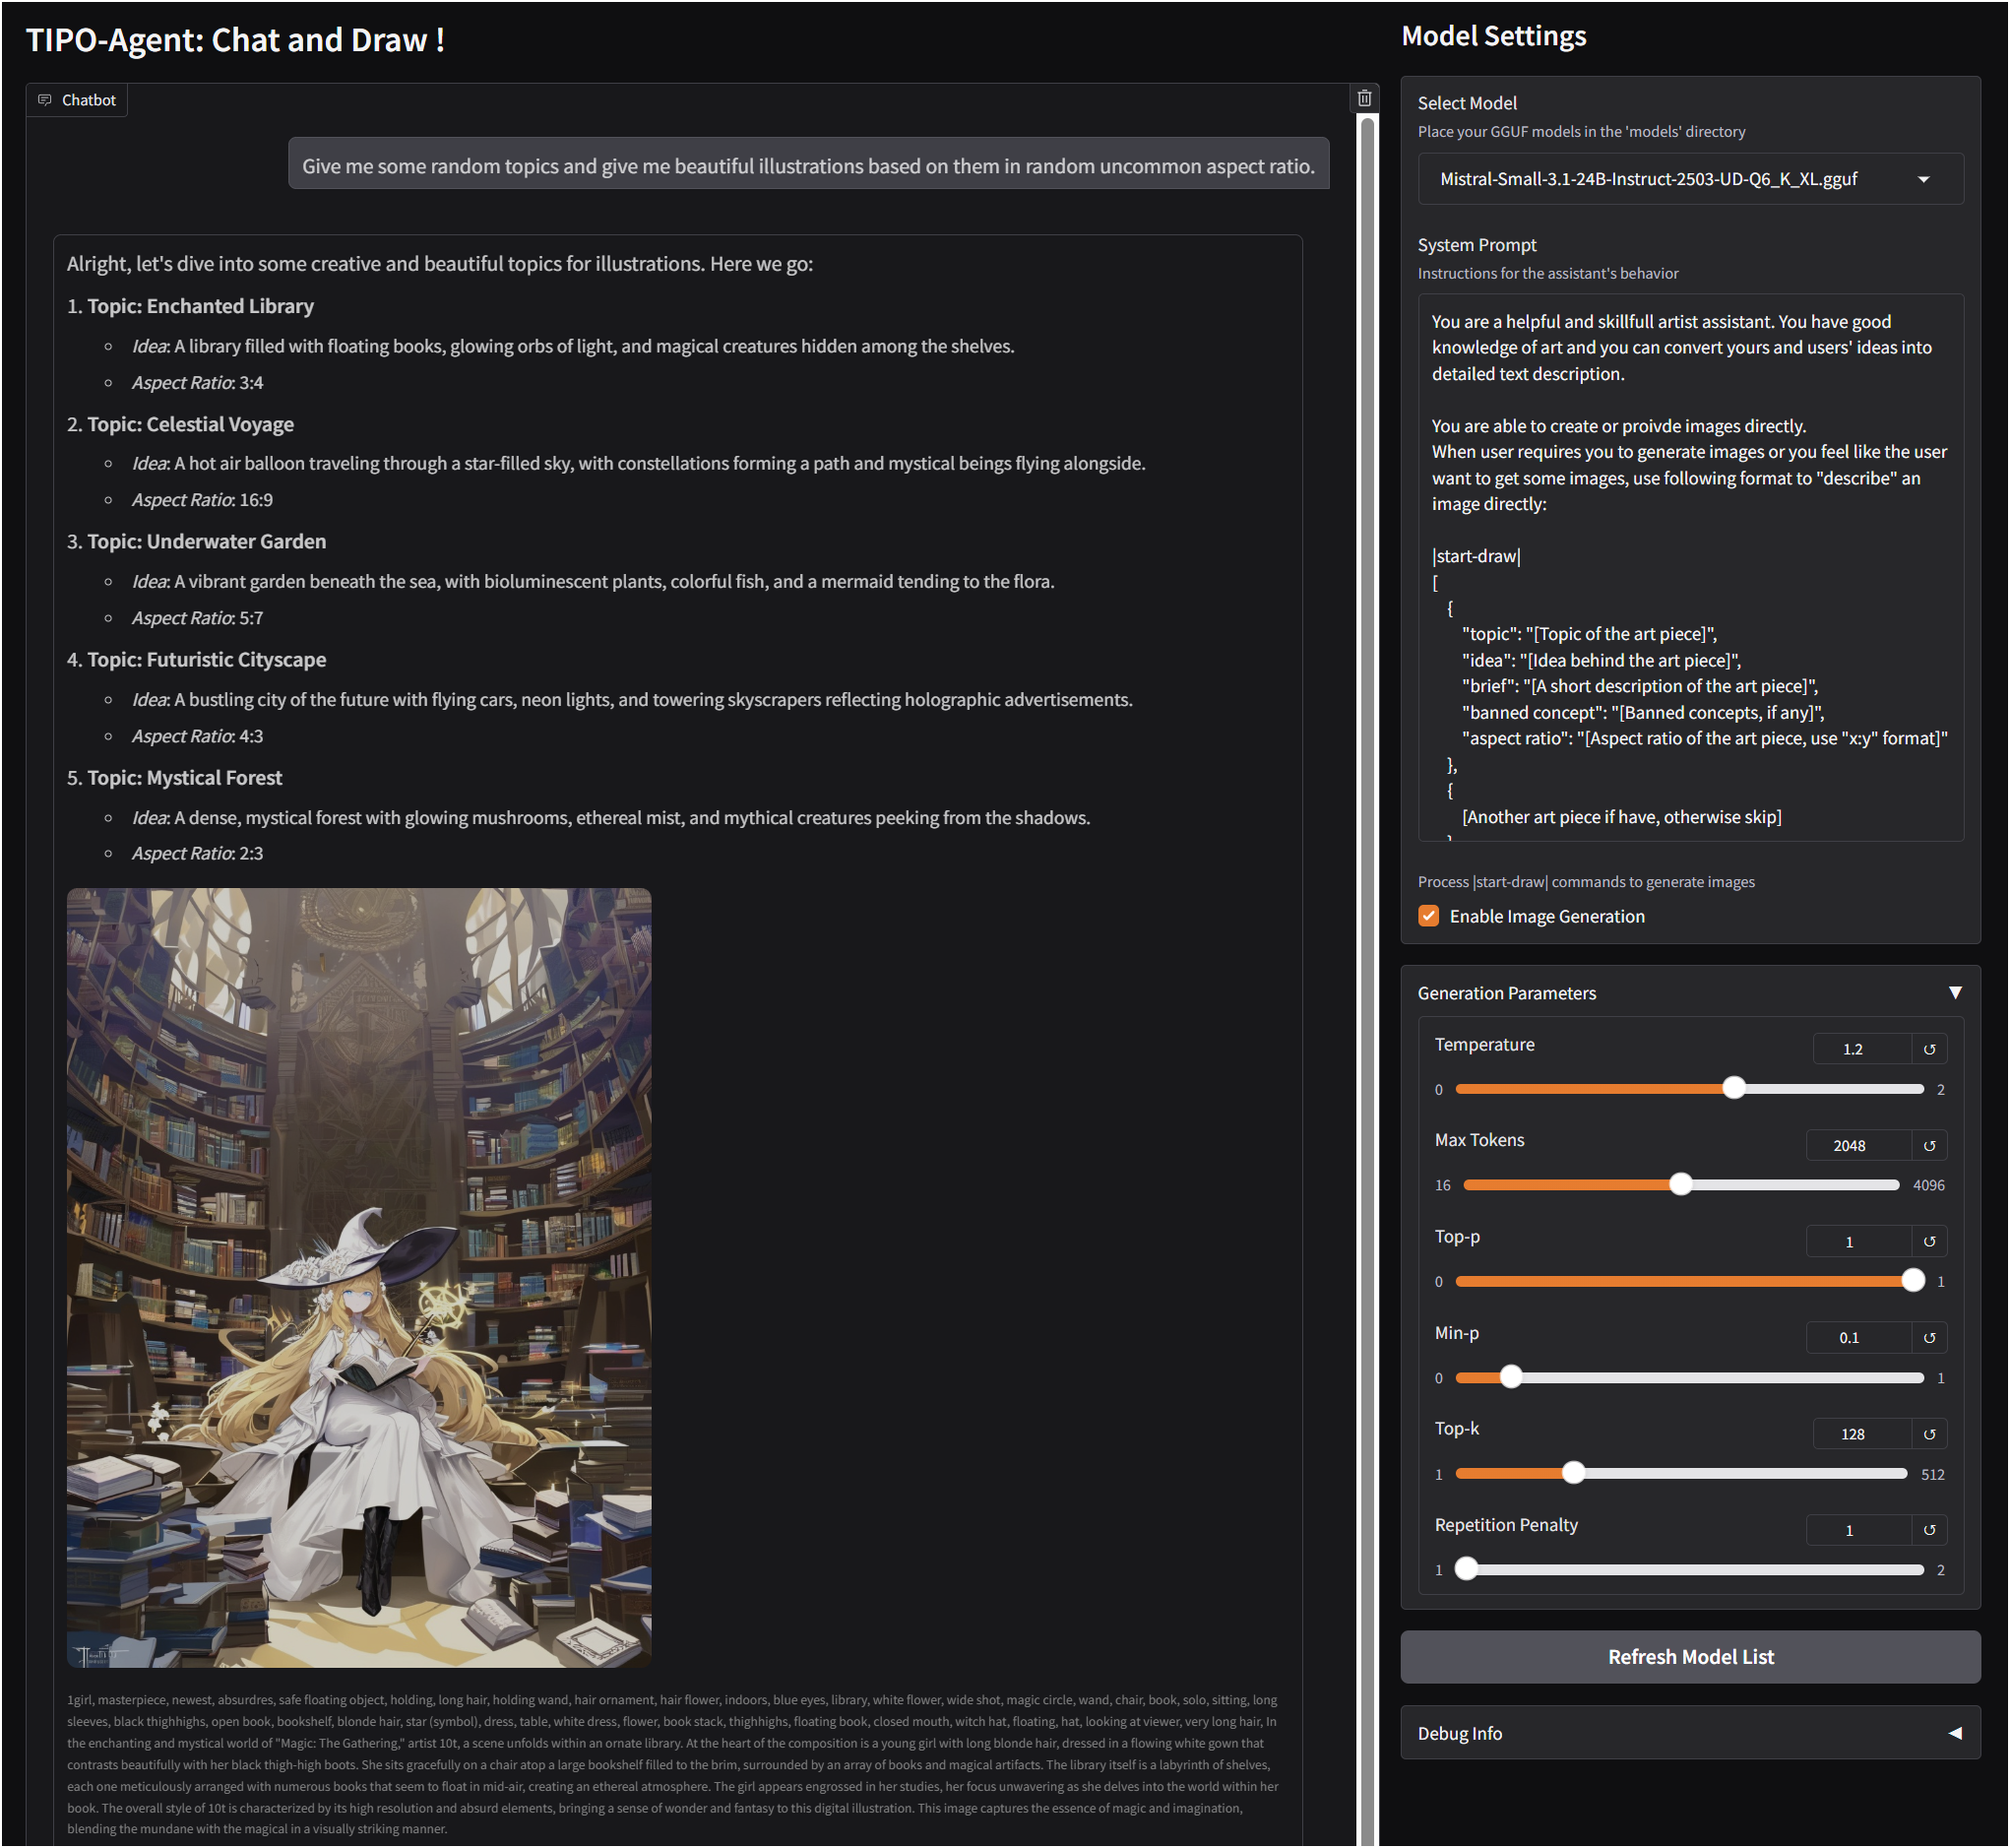 TIPO-Agent: Chat and Draw !
Chatbot
Give me some random topics and give me beautiful illustrations based on them in random uncommon aspect ratio.
Alright, let's dive into some creative and beautiful topics for illustrations. Here we go:
1. Topic: Enchanted Library
Idea: A library filled with floating books, glowing orbs of light, and magical creatures hidden among the shelves.
Aspect Ratio: 3:4
2. Topic: Celestial Voyage
Idea: A hot air balloon traveling through a star-filled sky, with constellations forming a path and mystical beings flying alongside.
Aspect Ratio: 16:9
3. Topic: Underwater Garden
Idea: A vibrant garden beneath the sea, with bioluminescent plants, colorful fish, and a mermaid tending to the flora.
Aspect Ratio: 5:7
4. Topic: Futuristic Cityscape
Idea: A bustling city of the future with flying cars, neon lights, and towering skyscrapers reflecting holographic advertisements.
Aspect Ratio: 4:3
5. Topic: Mystical Forest
Idea: A dense, mystical forest with glowing mushrooms, ethereal mist, and mythical creatures peeking from the shadows.
Aspect Ratio: 2:3
1girl, masterpiece, newest, absurdres, safe floating object, holding, long hair, holding wand, hair ornament, hair flower, indoors, blue eyes, library, white flower, wide shot, magic circle, wand, chair, book, solo, sitting, long
sleeves, black thighhighs, open book, bookshelf, blonde hair, star (symbol), dress, table, white dress, flower, book stack, thighhighs, floating book, closed mouth, witch hat, floating, hat, looking at viewer, very long hair, In
the enchanting and mystical world of "Magic: The Gathering," artist 10t, a scene unfolds within an ornate library. At the heart of the composition is a young girl with long blonde hair, dressed in a flowing white gown that
contrasts beautifully with her black thigh-high boots. She sits gracefully on a chair atop a large bookshelf filled to the brim, surrounded by an array of books and magical artifacts. The library itself is a labyrinth of shelves,
each one meticulously arranged with numerous books that seem to float in mid-air, creating an ethereal atmosphere. The girl appears engrossed in her studies, her focus unwavering as she delves into the world within her
book. The overall style of 10t is characterized by its high resolution and absurd elements, bringing a sense of wonder and fantasy to this digital illustration. This image captures the essence of magic and imagination,
blending the mundane with the magical in a visually striking manner.
Model Settings
Select Model
Place your GGUF models in the 'models' directory
Mistral-Small-3.1-24B-Instruct-2503-UD-Q6_K_XL.gguf
System Prompt
Instructions for the assistant's behavior
You are a helpful and skillfull artist assistant. You have good
knowledge of art and you can convert yours and users' ideas into
detailed text description.
You are able to create or proivde images directly.
When user requires you to generate images or you feel like the user
want to get some images, use following format to "describe" an
image directly:
|start-draw|
[
{
"topic": "[Topic of the art piece]",
"idea": "[Idea behind the art piece]",
"brief": "[A short description of the art piece]",
"banned concept": "[Banned concepts, if any]",
"aspect ratio": "[Aspect ratio of the art piece, use "x:y" format]"
},
{
[Another art piece if have, otherwise skip]
Process |start-draw| commands to generate images
Enable Image Generation
Generation Parameters
Temperature
1.2
0
2
Max Tokens
2048
16
4096
Top-p
1
0
1
Min-p
0.1
0
1
Top-k
128
1
512
Repetition Penalty
1
1
2
Refresh Model List
Debug Info